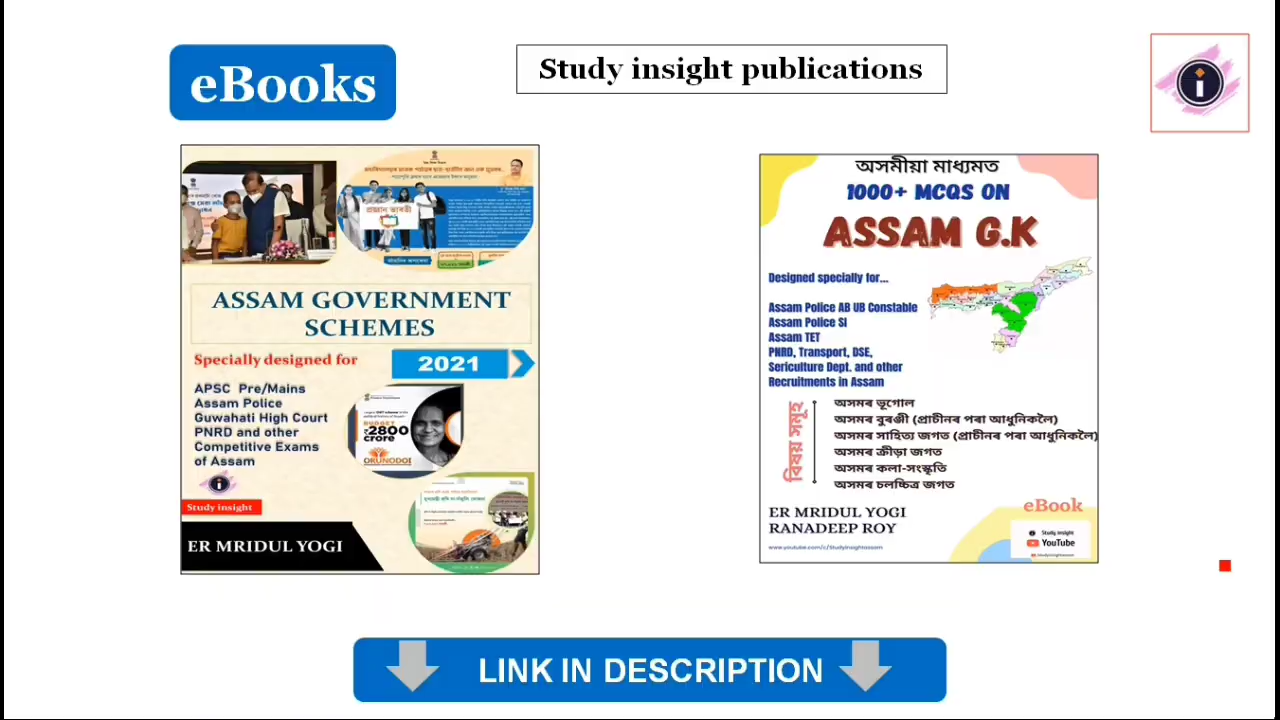 eBooks
Study insight publications
i
প্ৰজ্ঞান ভাৰতী
ASSAM GOVERNMENT
SCHEMES
Specially designed for
2021
APSC Pre/Mains
Assam Police
Guwahati High Court
PNRD and other
Competitive Exams
of Assam
BUDGET
₹2800
crore
ORUNODOI
i
Study insight
ER MRIDUL YOGI
অসমীয়া মাধ্যমত
1000+ MCQS ON
ASSAM G.K
Designed specially for...
Assam Police AB UB Constable
Assam Police SI
Assam TET
PNRD, Transport, DSE,
Sericulture Dept. and other
Recruitments in Assam
বিষয় সমূহ
অসমৰ ভূগোল
অসমৰ বুৰঞ্জী (প্ৰাচীনৰ পৰা আধুনিকলৈ)
অসমৰ সাহিত্য জগত (প্ৰাচীনৰ পৰা আধুনিকলৈ)
অসমৰ ক্ৰীড়া জগত
অসমৰ কলা-সংস্কৃতি
অসমৰ চলচ্চিত্ৰ জগত
ER MRIDUL YOGI
RANADEEP ROY
www.youtube.com/c/Studyinsightassam
eBook
Study insight
YouTube
studyinsightassam
LINK IN DESCRIPTION